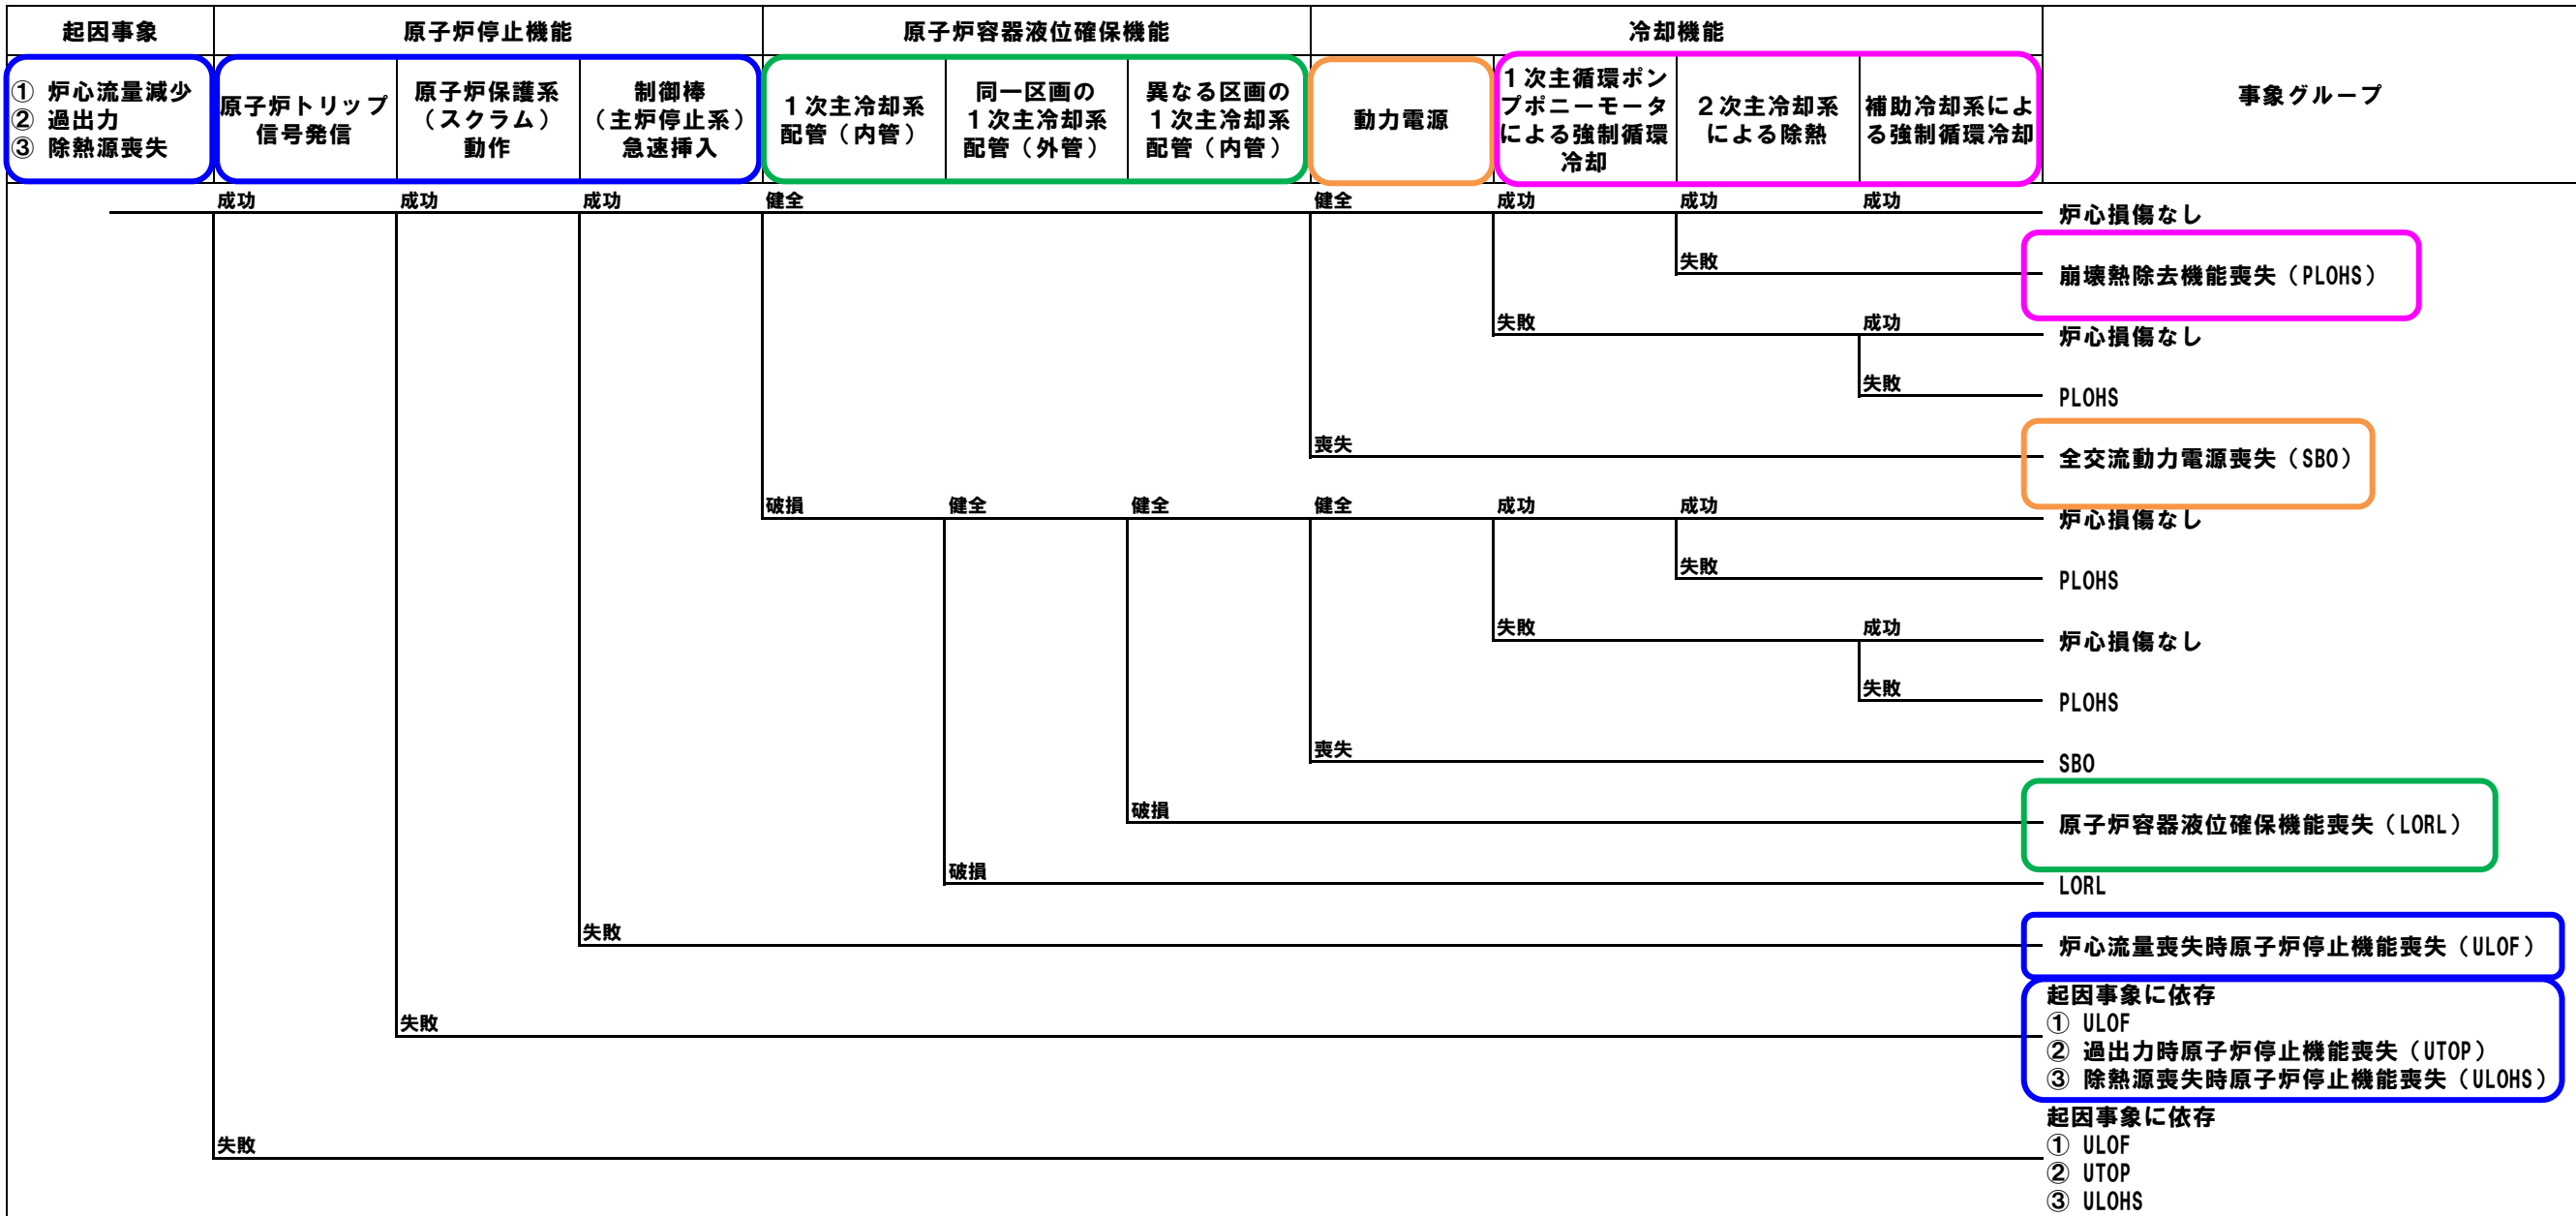 起因事象
原子炉停止機能
原子炉容器液位確保機能
冷却機能
事象グループ
① 炉心流量減少
② 過出力
③ 除熱源喪失
原子炉トリップ
信号発信
原子炉保護系
（スクラム）
動作
制御棒
（主炉停止系）
急速挿入
１次主冷却系
配管（内管）
同一区画の
１次主冷却系
配管（外管）
異なる区画の
１次主冷却系
配管（内管）
動力電源
１次主循環ポン
プポニーモータ
による強制循環
冷却
２次主冷却系
による除熱
補助冷却系によ
る強制循環冷却
成功
成功
成功
健全
健全
成功
成功
成功
炉心損傷なし
失敗
崩壊熱除去機能喪失（PLOHS）
失敗
成功
炉心損傷なし
失敗
PLOHS
喪失
全交流動力電源喪失（SBO）
破損
健全
健全
健全
成功
成功
炉心損傷なし
失敗
PLOHS
失敗
成功
炉心損傷なし
失敗
PLOHS
喪失
SBO
破損
原子炉容器液位確保機能喪失（LORL）
破損
LORL
失敗
炉心流量喪失時原子炉停止機能喪失（ULOF）
失敗
起因事象に依存
① ULOF
② 過出力時原子炉停止機能喪失（UTOP）
③ 除熱源喪失時原子炉停止機能喪失（ULOHS）
失敗
起因事象に依存
① ULOF
② UTOP
③ ULOHS